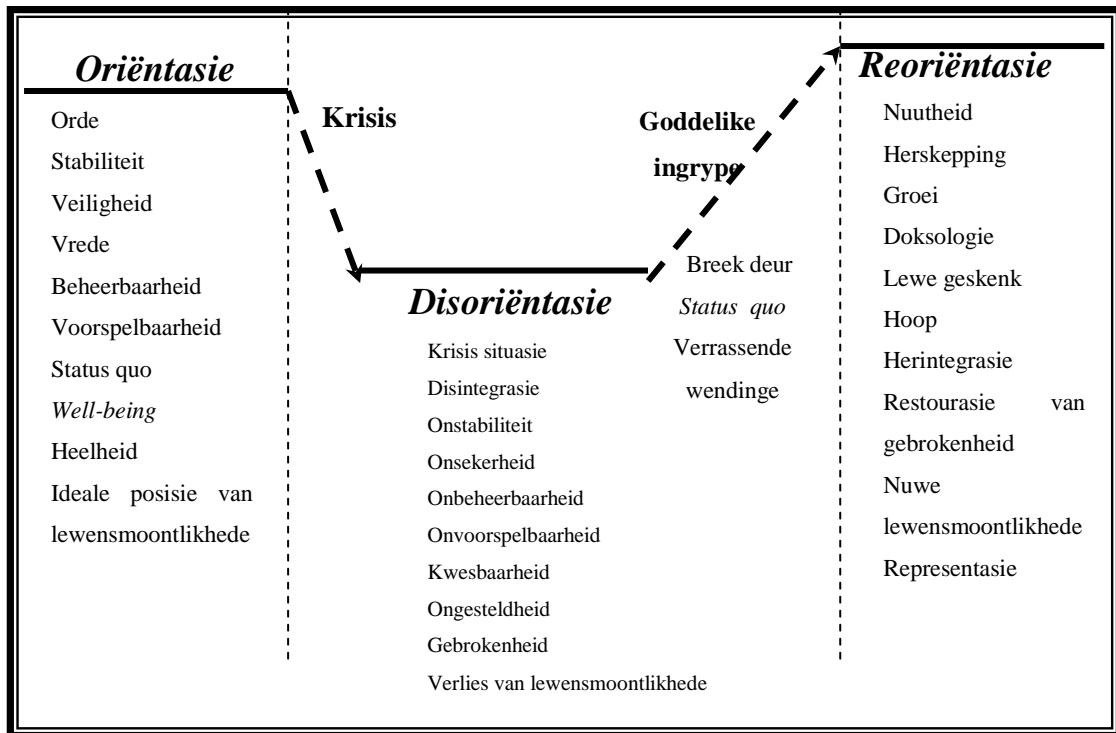 Oriëntasie
Orde
Stabiliteit
Veiligheid
Vrede
Beheerbaarheid
Voorspelbaarheid
Status quo
Well-being
Heelheid
Ideale posisie van
lewensmoontlikhede
Krisis
Disoriëntasie
Krisis situasie
Disintegrasie
Onstabiliteit
Onsekerheid
Onbeheerbaarheid
Onvoorspelbaarheid
Kwesbaarheid
Ongesteldheid
Gebrokenheid
Verlies van lewensmoontlikhede
Goddelike
ingrype
Breek deur
Status quo
Verrassende
wendinge
Reoriëntasie
Nuutheid
Herskepping
Groei
Doksologie
Lewe geskenk
Hoop
Herintegrasie
Restourasie van
gebrokenheid
Nuwe
lewensmoontlikhede
Representasie